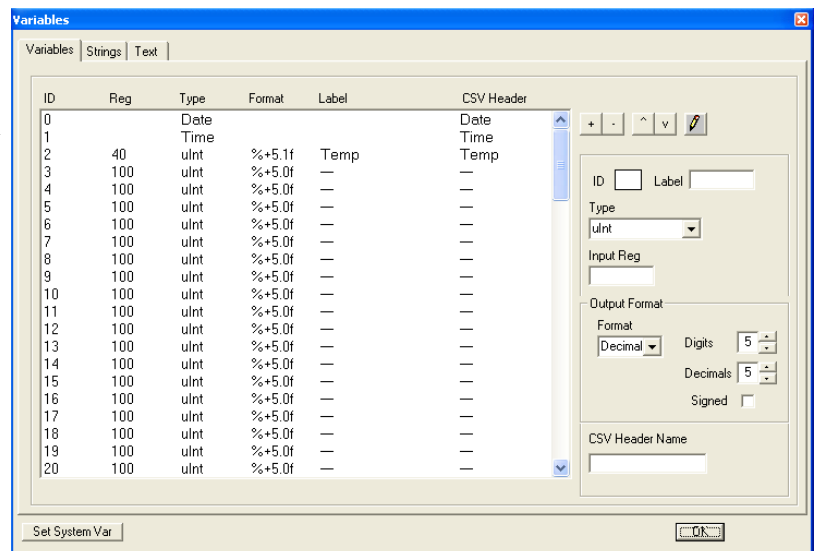 Variables
Variables Strings Text
ID Reg Type Format Label CSV Header
0 Date Date
1 Time Time
2 40 uInt %+5.1f Temp Temp
3 100 uInt %+5.0f — —
4 100 uInt %+5.0f — —
5 100 uInt %+5.0f — —
6 100 uInt %+5.0f — —
7 100 uInt %+5.0f — —
8 100 uInt %+5.0f — —
9 100 uInt %+5.0f — —
10 100 uInt %+5.0f — —
11 100 uInt %+5.0f — —
12 100 uInt %+5.0f — —
13 100 uInt %+5.0f — —
14 100 uInt %+5.0f — —
15 100 uInt %+5.0f — —
16 100 uInt %+5.0f — —
17 100 uInt %+5.0f — —
18 100 uInt %+5.0f — —
19 100 uInt %+5.0f — —
20 100 uInt %+5.0f — —
+ - ^ v
ID Label
Type
uInt
Input Reg
Output Format
Format
Decimal
Digits 5
Decimals 5
Signed
CSV Header Name
Set System Var
OK